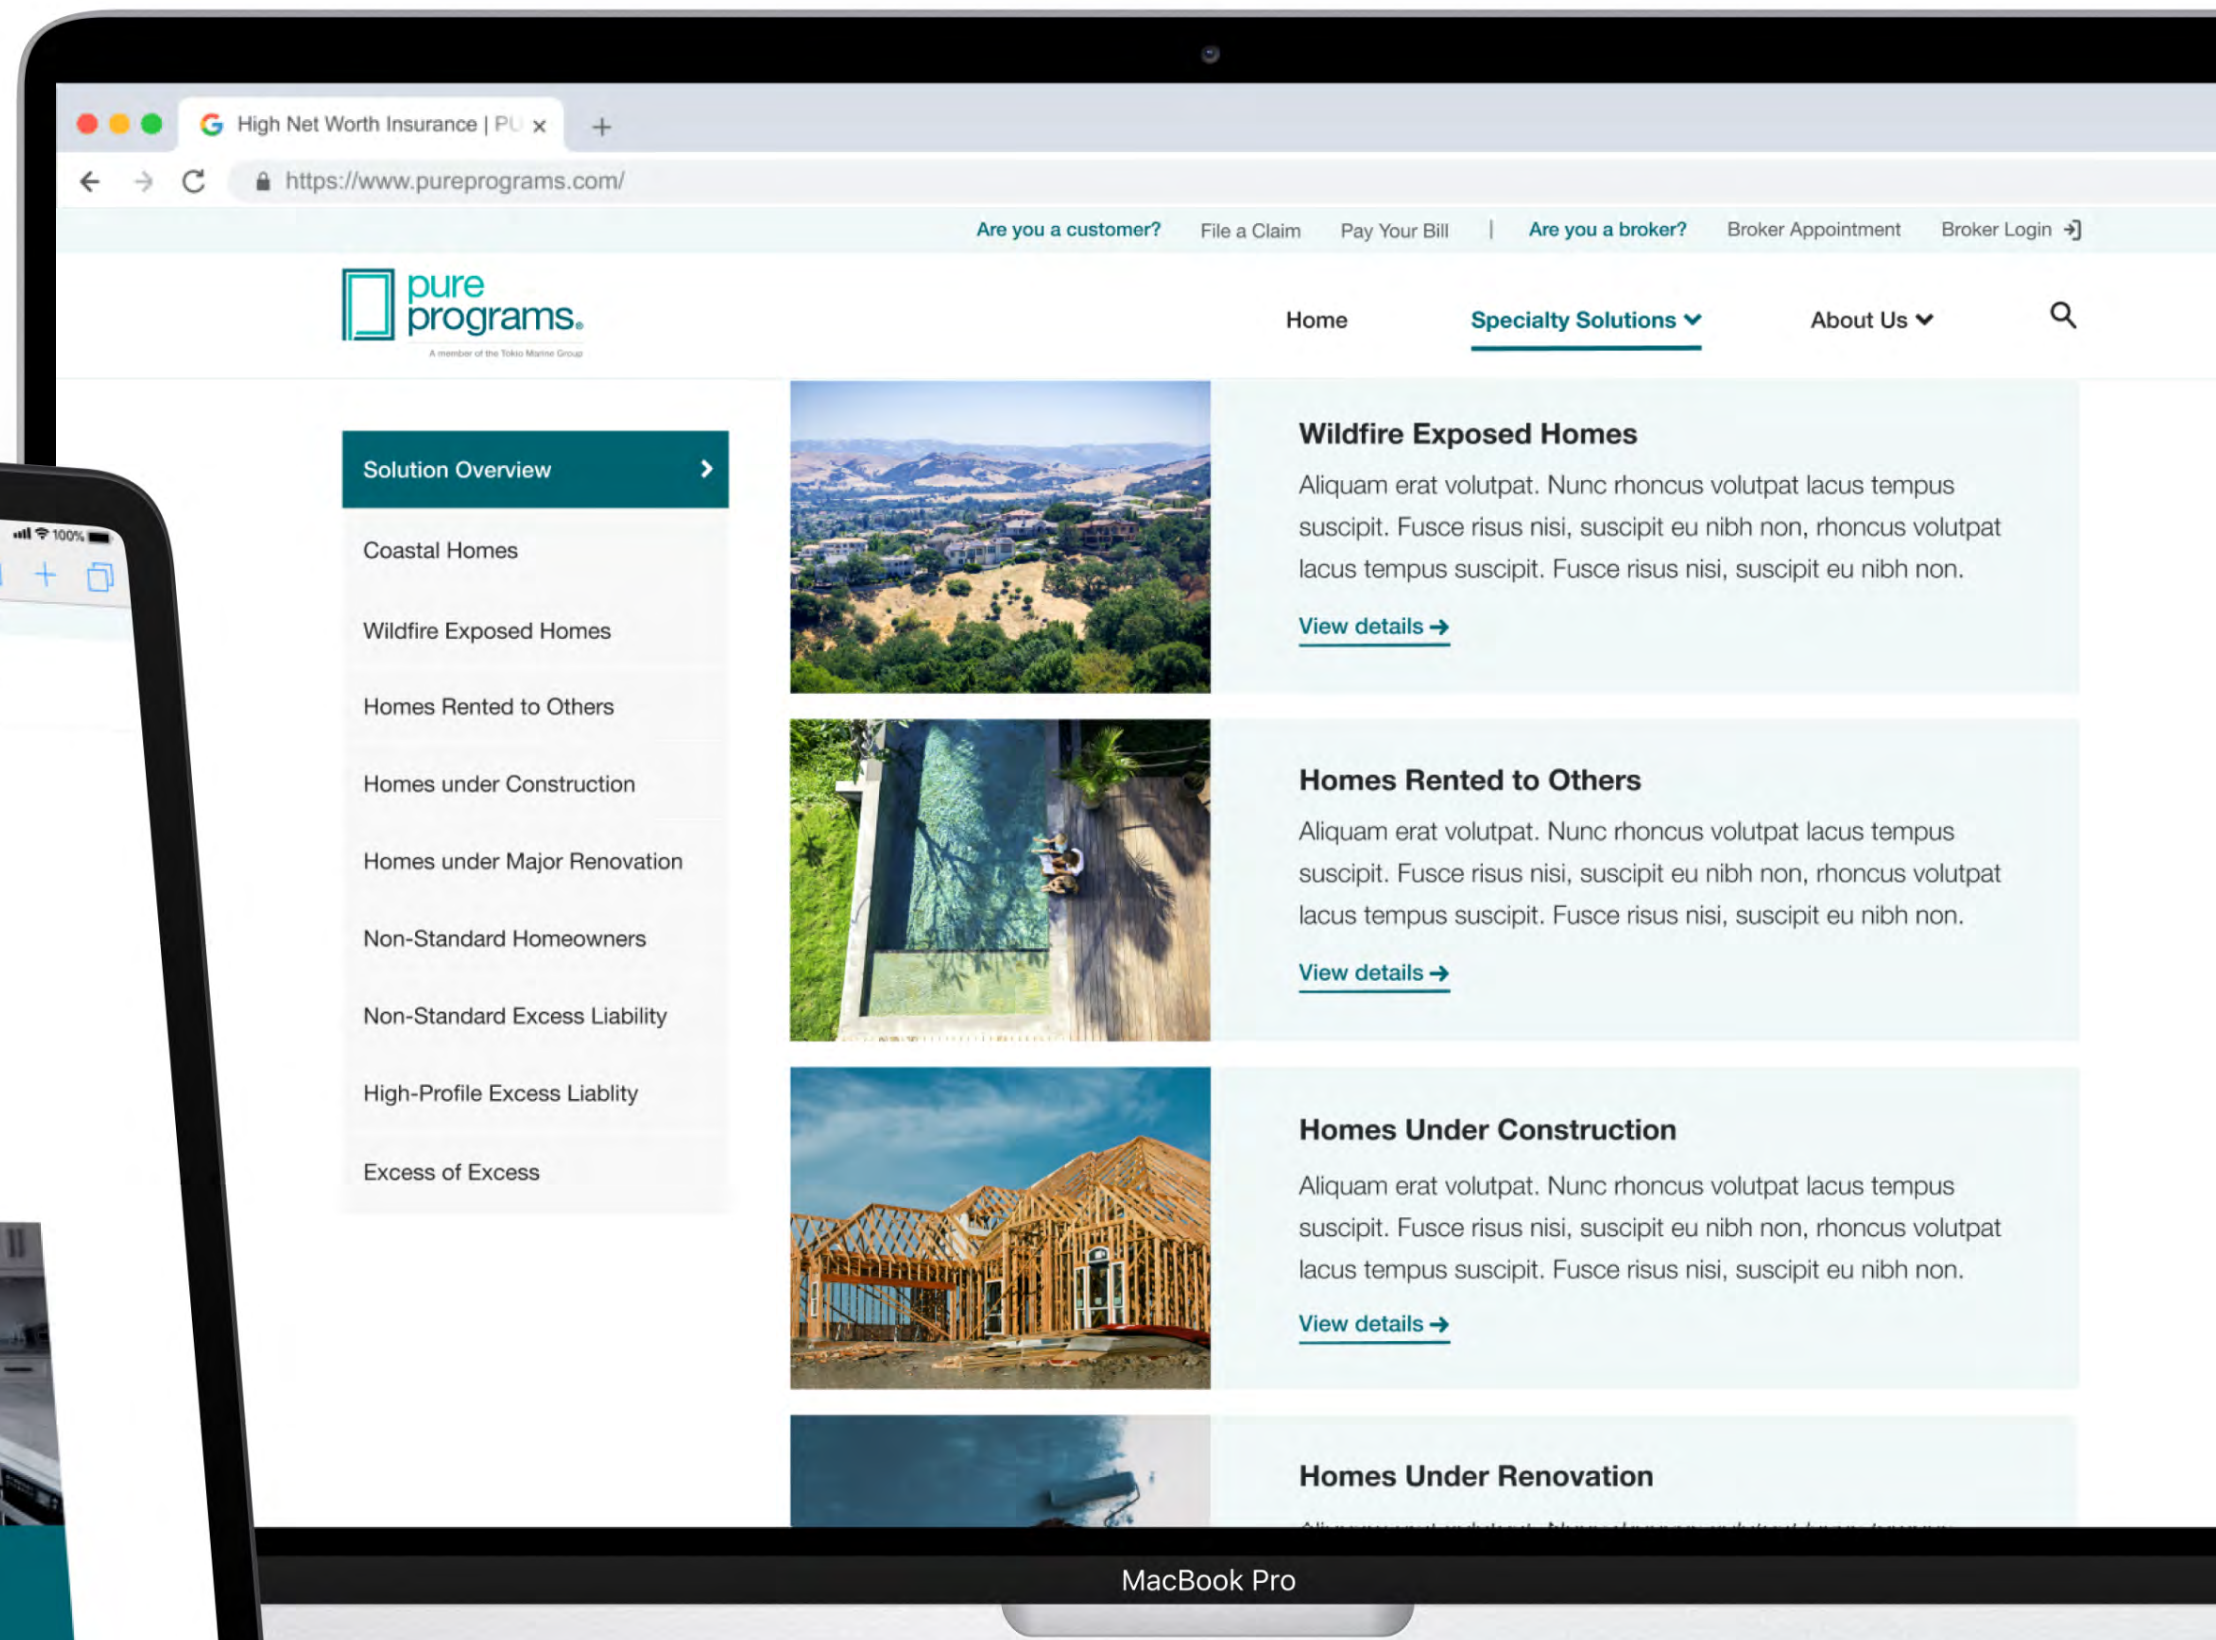 High Net Worth Insurance | PU
https://www.pureprograms.com/
Are you a customer? File a Claim Pay Your Bill | Are you a broker? Broker Appointment Broker Login
pure
programs.®
A member of the Tokio Marine Group
Home Specialty Solutions About Us
100%
Solution Overview
Coastal Homes
Wildfire Exposed Homes
Homes Rented to Others
Homes under Construction
Homes under Major Renovation
Non-Standard Homeowners
Non-Standard Excess Liability
High-Profile Excess Liablity
Excess of Excess
Wildfire Exposed Homes
Aliquam erat volutpat. Nunc rhoncus volutpat lacus tempus
suscipit. Fusce risus nisi, suscipit eu nibh non, rhoncus volutpat
lacus tempus suscipit. Fusce risus nisi, suscipit eu nibh non.
View details
Homes Rented to Others
Aliquam erat volutpat. Nunc rhoncus volutpat lacus tempus
suscipit. Fusce risus nisi, suscipit eu nibh non, rhoncus volutpat
lacus tempus suscipit. Fusce risus nisi, suscipit eu nibh non.
View details
Homes Under Construction
Aliquam erat volutpat. Nunc rhoncus volutpat lacus tempus
suscipit. Fusce risus nisi, suscipit eu nibh non, rhoncus volutpat
lacus tempus suscipit. Fusce risus nisi, suscipit eu nibh non.
View details
Homes Under Renovation
MacBook Pro